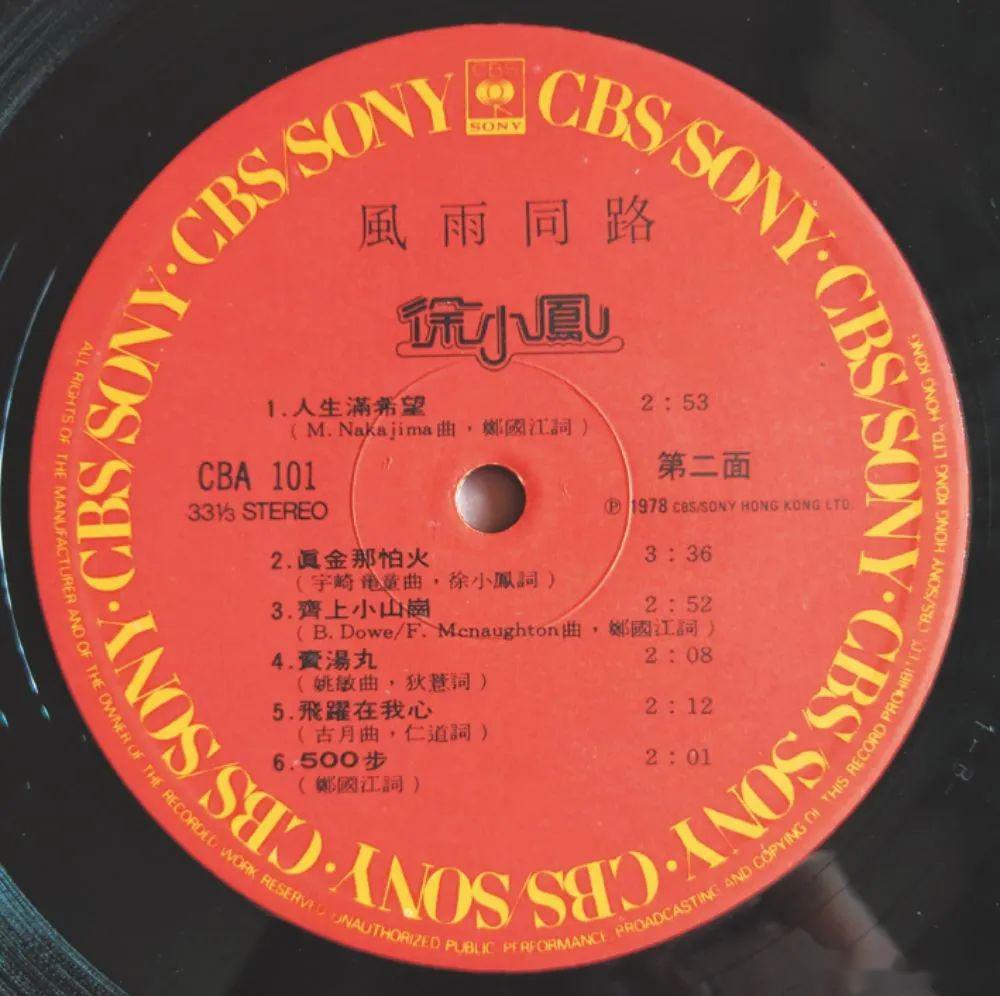 CBS/SONY · CBS/SONY · CBS/SONY · CBS/SONY · CBS/SONY · CBS/SONY · CBS/SONY · CBS/SONY
CBS
SONY
風雨同路
徐小鳳
1.人生滿希望 2:53
(M. Nakajima曲,鄭國江詞)
CBA 101 第二面
33⅓ STEREO ℗ 1978 CBS/SONY HONG KONG LTD.
2.眞金那怕火 3:36
(宇崎竜童曲,徐小鳳詞)
3.齊上小山崗 2:52
(B. Dowe/F. Mcnaughton曲,鄭國江詞)
4.賣湯丸 2:08
(姚敏曲,狄薏詞)
5.飛躍在我心 2:12
(古月曲,仁道詞)
6.500步 2:01
(鄭國江詞)
ALL RIGHTS OF THE MANUFACTURER AND OF THE OWNER OF THE RECORDED WORK RESERVED UNAUTHORIZED PUBLIC PERFORMANCE BROADCASTING AND COPYING OF THIS RECORD PROHIBITED CBS/SONY HONG KONG LTD., HONG KONG